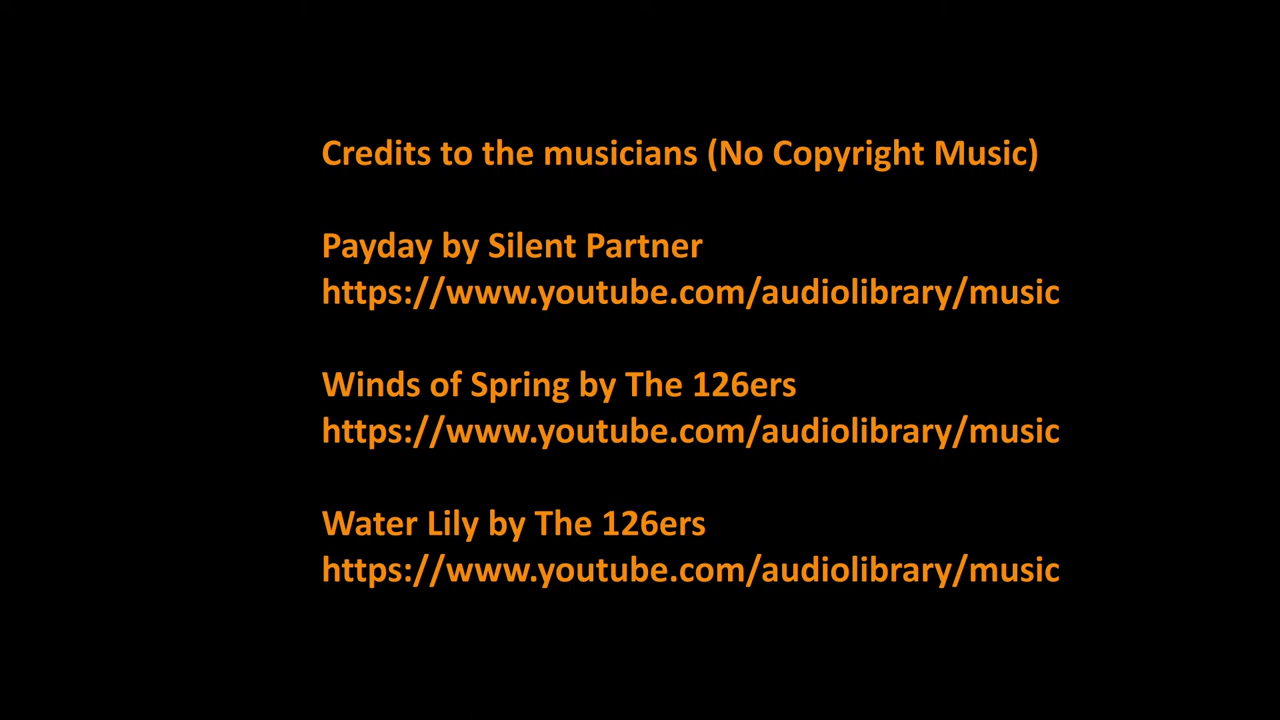 Credits to the musicians (No Copyright Music)
Payday by Silent Partner
https://www.youtube.com/audiolibrary/music
Winds of Spring by The 126ers
https://www.youtube.com/audiolibrary/music
Water Lily by The 126ers
https://www.youtube.com/audiolibrary/music